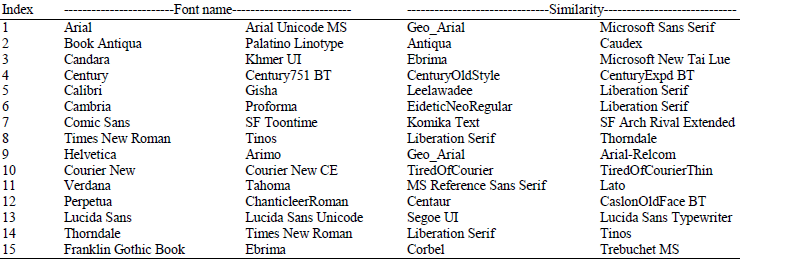 Index ------------------------Font name-------------------------- -------------------------------Similarity-----------------------------
1 Arial Arial Unicode MS Geo_Arial Microsoft Sans Serif
2 Book Antiqua Palatino Linotype Antiqua Caudex
3 Candara Khmer UI Ebrima Microsoft New Tai Lue
4 Century Century751 BT CenturyOldStyle CenturyExpd BT
5 Calibri Gisha Leelawadee Liberation Serif
6 Cambria Proforma EideticNeoRegular Liberation Serif
7 Comic Sans SF Toontime Komika Text SF Arch Rival Extended
8 Times New Roman Tinos Liberation Serif Thorndale
9 Helvetica Arimo Geo_Arial Arial-Relcom
10 Courier New Courier New CE TiredOfCourier TiredOfCourierThin
11 Verdana Tahoma MS Reference Sans Serif Lato
12 Perpetua ChanticleerRoman Centaur CaslonOldFace BT
13 Lucida Sans Lucida Sans Unicode Segoe UI Lucida Sans Typewriter
14 Thorndale Times New Roman Liberation Serif Tinos
15 Franklin Gothic Book Ebrima Corbel Trebuchet MS